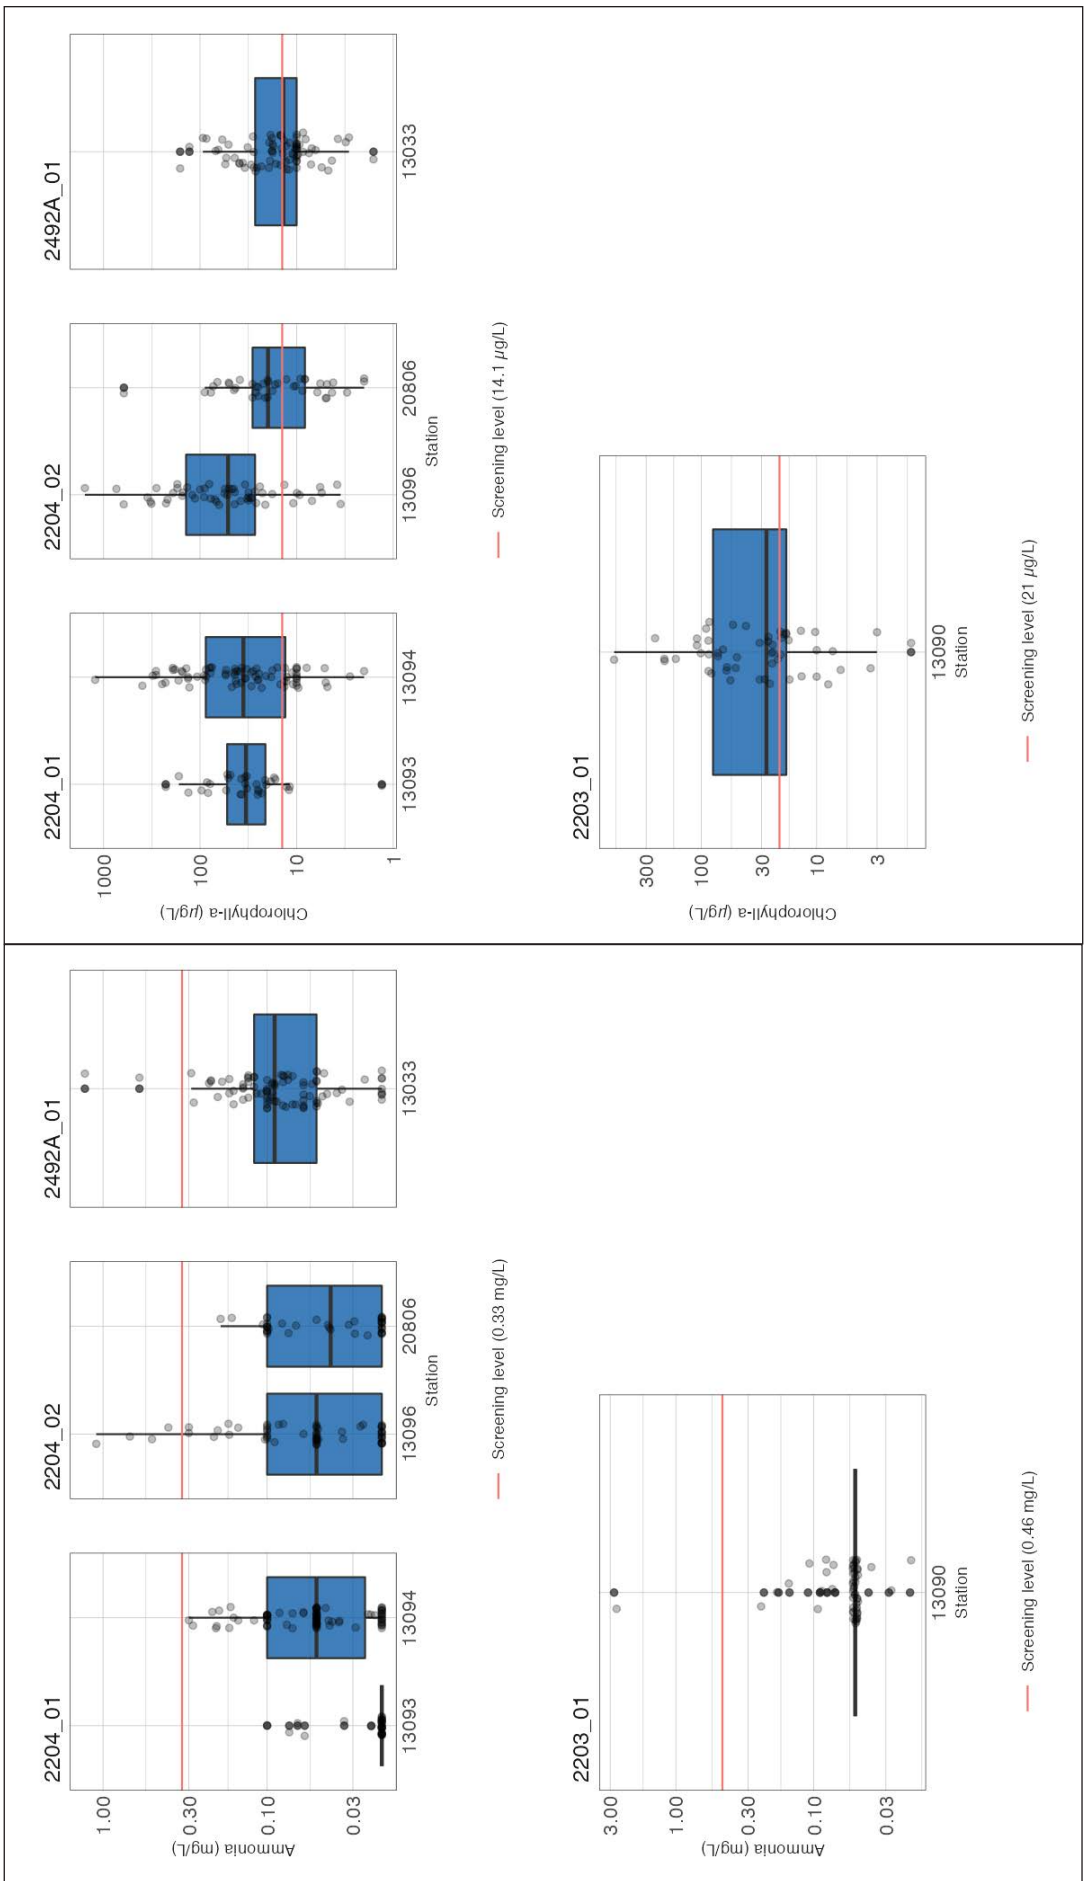 2204_01
2204_02
2492A_01
1.00
0.30
0.10
0.03
Ammonia (mg/L)
13093
13094
13096
20806
13033
Station
Screening level (0.33 mg/L)
2203_01
3.00
1.00
0.30
0.10
0.03
Ammonia (mg/L)
13090
Station
Screening level (0.46 mg/L)
2204_01
2204_02
2492A_01
1000
100
10
1
Chlorophyll-a (µg/L)
13093
13094
13096
20806
13033
Station
Screening level (14.1 µg/L)
2203_01
300
100
30
10
3
Chlorophyll-a (µg/L)
13090
Station
Screening level (21 µg/L)